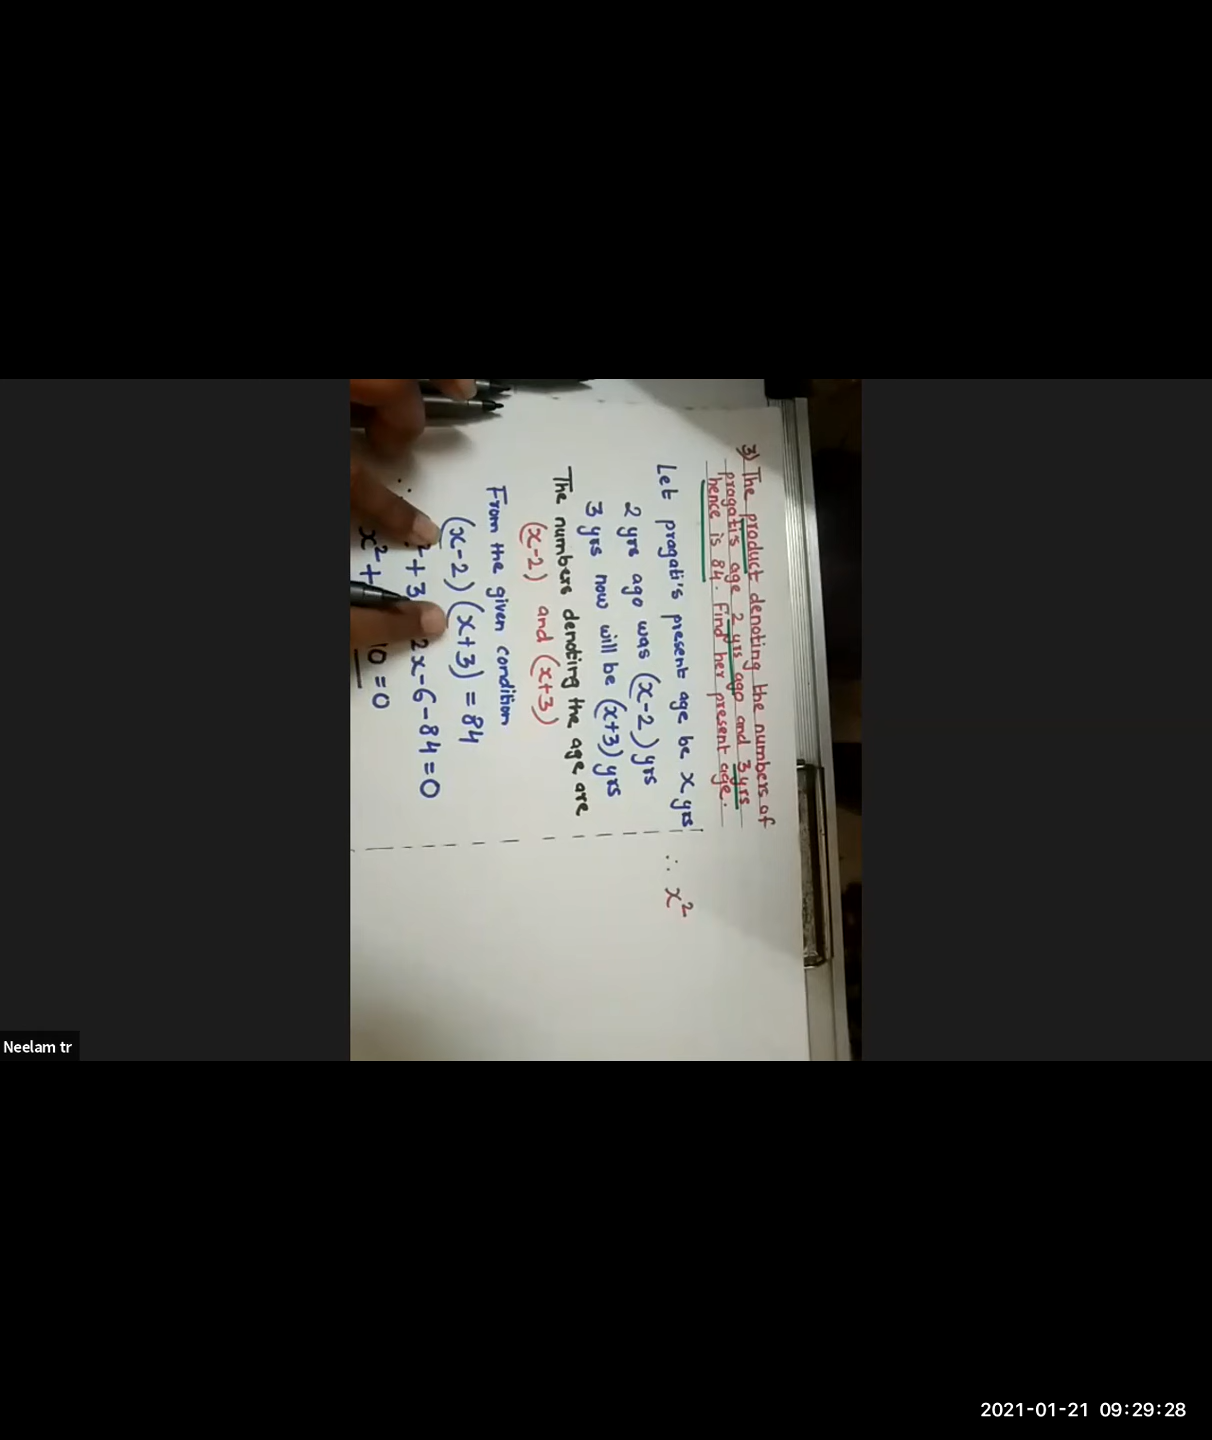 3) The product denoting the numbers of
pragati's age 2 yrs ago and 3 yrs
hence is 84. Find her present age.
Let pragati's present age be x yrs
2 yrs ago was (x-2) yrs
3 yrs now will be (x+3) yrs
The numbers denoting the age are
(x-2) and (x+3)
From the given condition
(x-2) (x+3) = 84
2x-6-84=0
x²+ 10=0
∴ x²
Neelam tr
2021-01-21 09:29:28